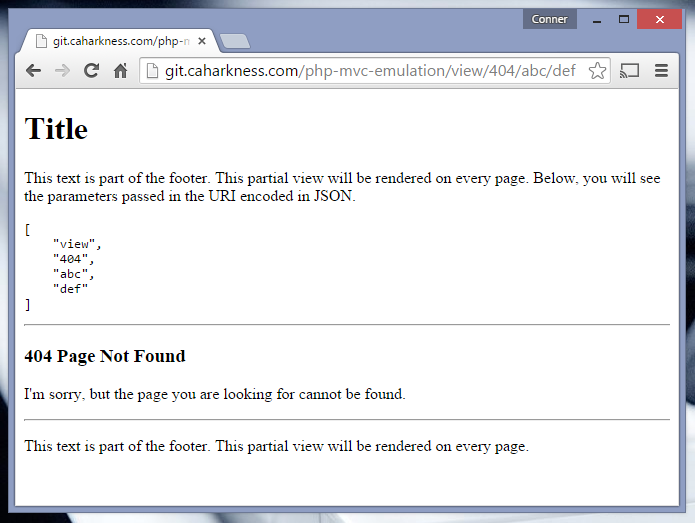 Conner
git.caharkness.com/php-n
git.caharkness.com/php-mvc-emulation/view/404/abc/def
Title
This text is part of the footer. This partial view will be rendered on every page. Below, you will see
the parameters passed in the URI encoded in JSON.
[
"view",
"404",
"abc",
"def"
]
404 Page Not Found
I'm sorry, but the page you are looking for cannot be found.
This text is part of the footer. This partial view will be rendered on every page.